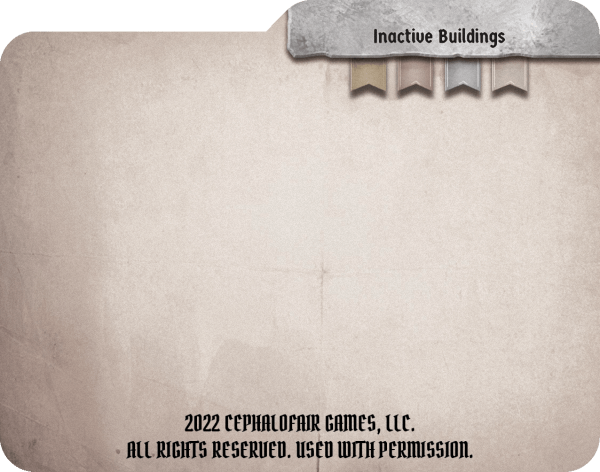 Inactive Buildings
2022 CEPHALOFAIR GAMES, LLC.
ALL RIGHTS RESERVED. USED WITH PERMISSION.